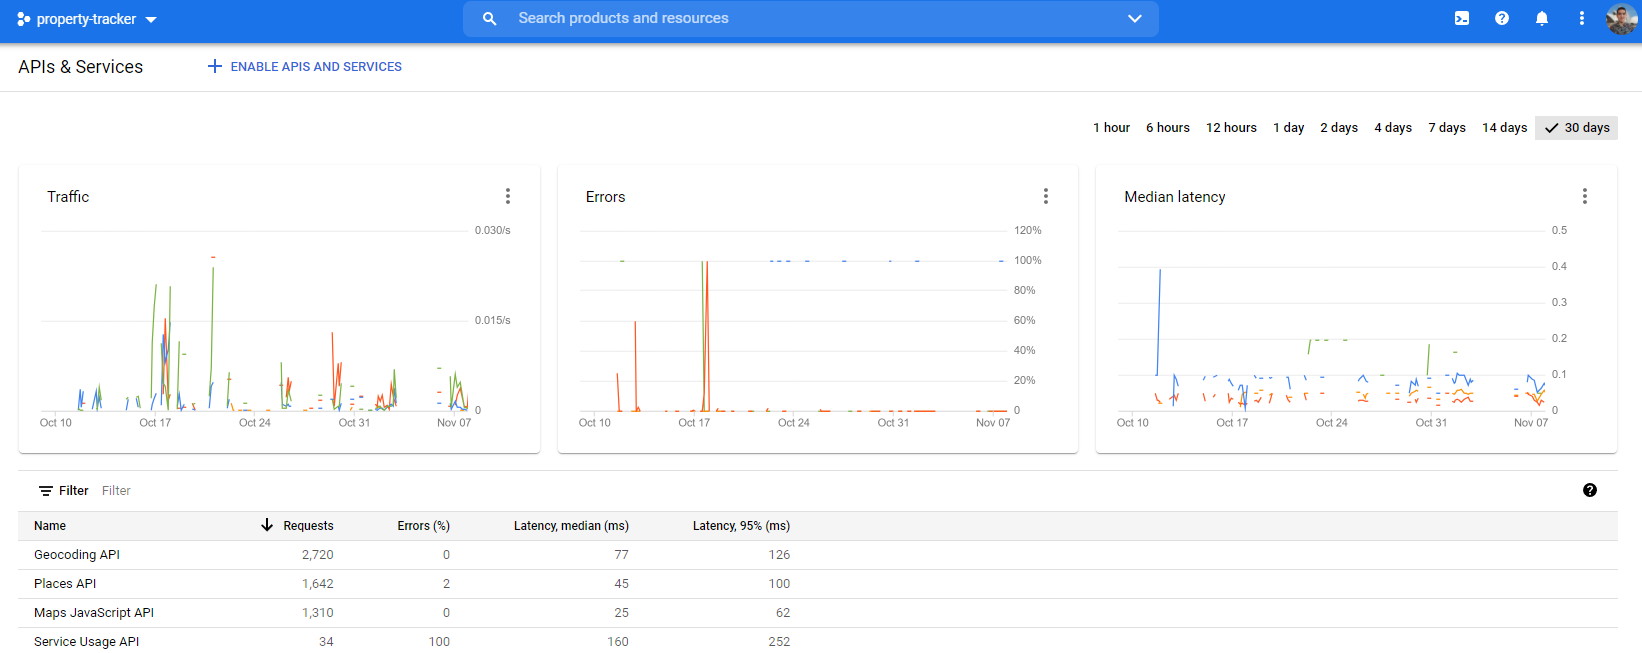 property-tracker
Search products and resources
APIs & Services
ENABLE APIS AND SERVICES
1 hour 6 hours 12 hours 1 day 2 days 4 days 7 days 14 days 30 days
Traffic
0.030/s
0.015/s
0
Oct 10 Oct 17 Oct 24 Oct 31 Nov 07
Errors
120%
100%
80%
60%
40%
20%
0
Oct 10 Oct 17 Oct 24 Oct 31 Nov 07
Median latency
0.5
0.4
0.3
0.2
0.1
0
Oct 10 Oct 17 Oct 24 Oct 31 Nov 07
Filter Filter
Name Requests Errors (%) Latency, median (ms) Latency, 95% (ms)
Geocoding API 2,720 0 77 126
Places API 1,642 2 45 100
Maps JavaScript API 1,310 0 25 62
Service Usage API 34 100 160 252